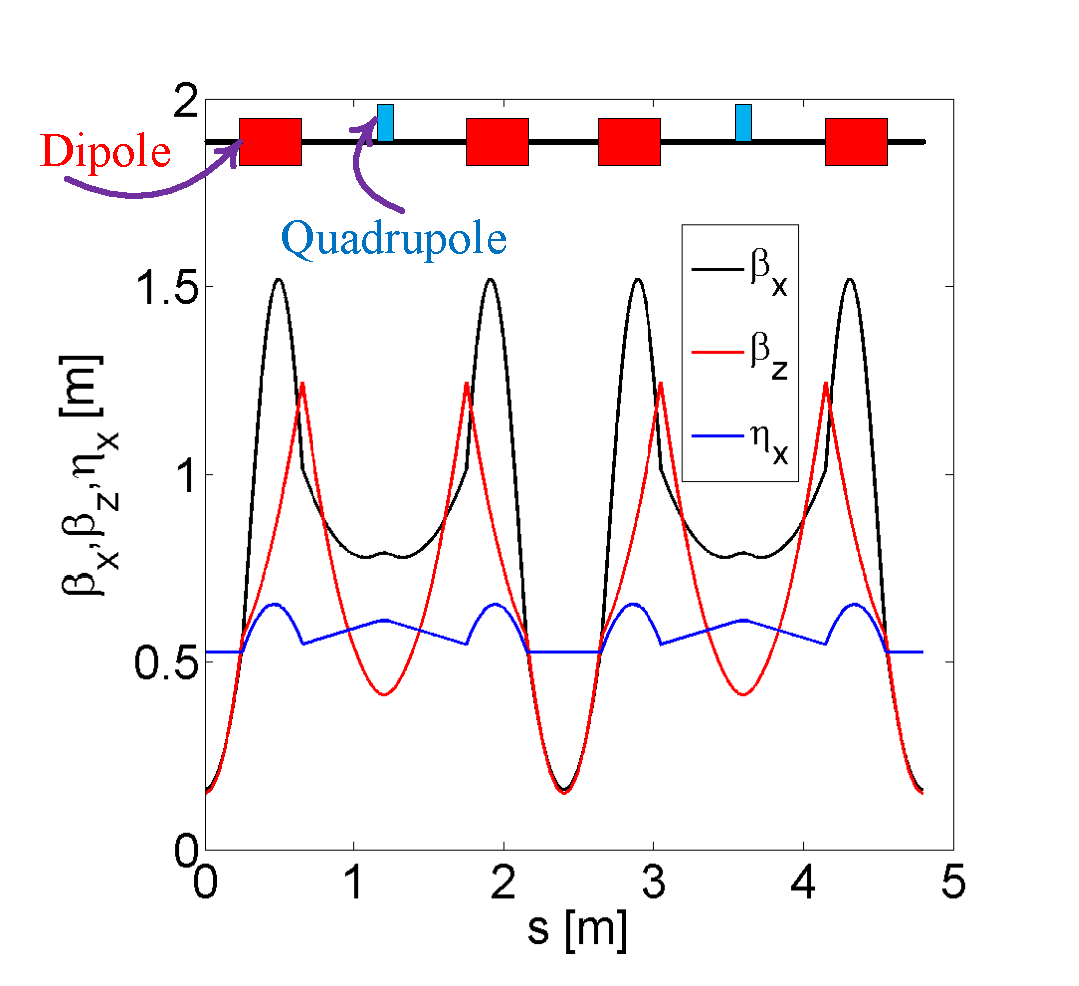 2
Dipole
Quadrupole
1.5
βx
βz
ηx
1
0.5
0
βx,βz,ηx [m]
0 1 2 3 4 5
s [m]